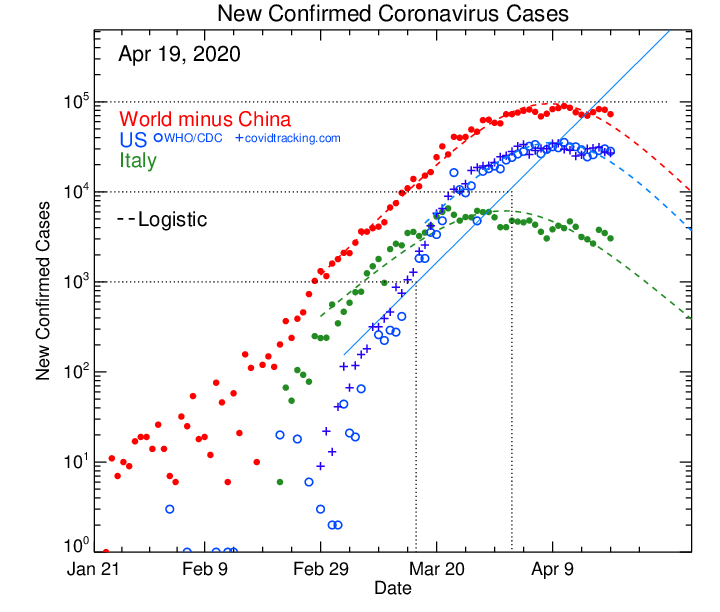 New Confirmed Coronavirus Cases
Apr 19, 2020
World minus China
US WHO/CDC +covidtracking.com
Italy
--Logistic
New Confirmed Cases
10^5
10^4
10^3
10^2
10^1
10^0
Jan 21 Feb 9 Feb 29 Mar 20 Apr 9
Date